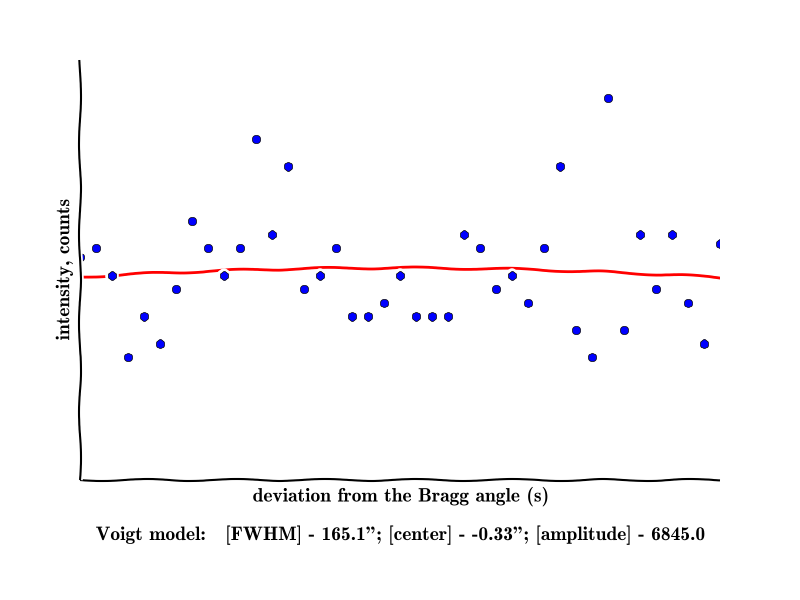 intensity, counts
deviation from the Bragg angle (s)
Voigt model: [FWHM] - 165.1”; [center] - -0.33”; [amplitude] - 6845.0